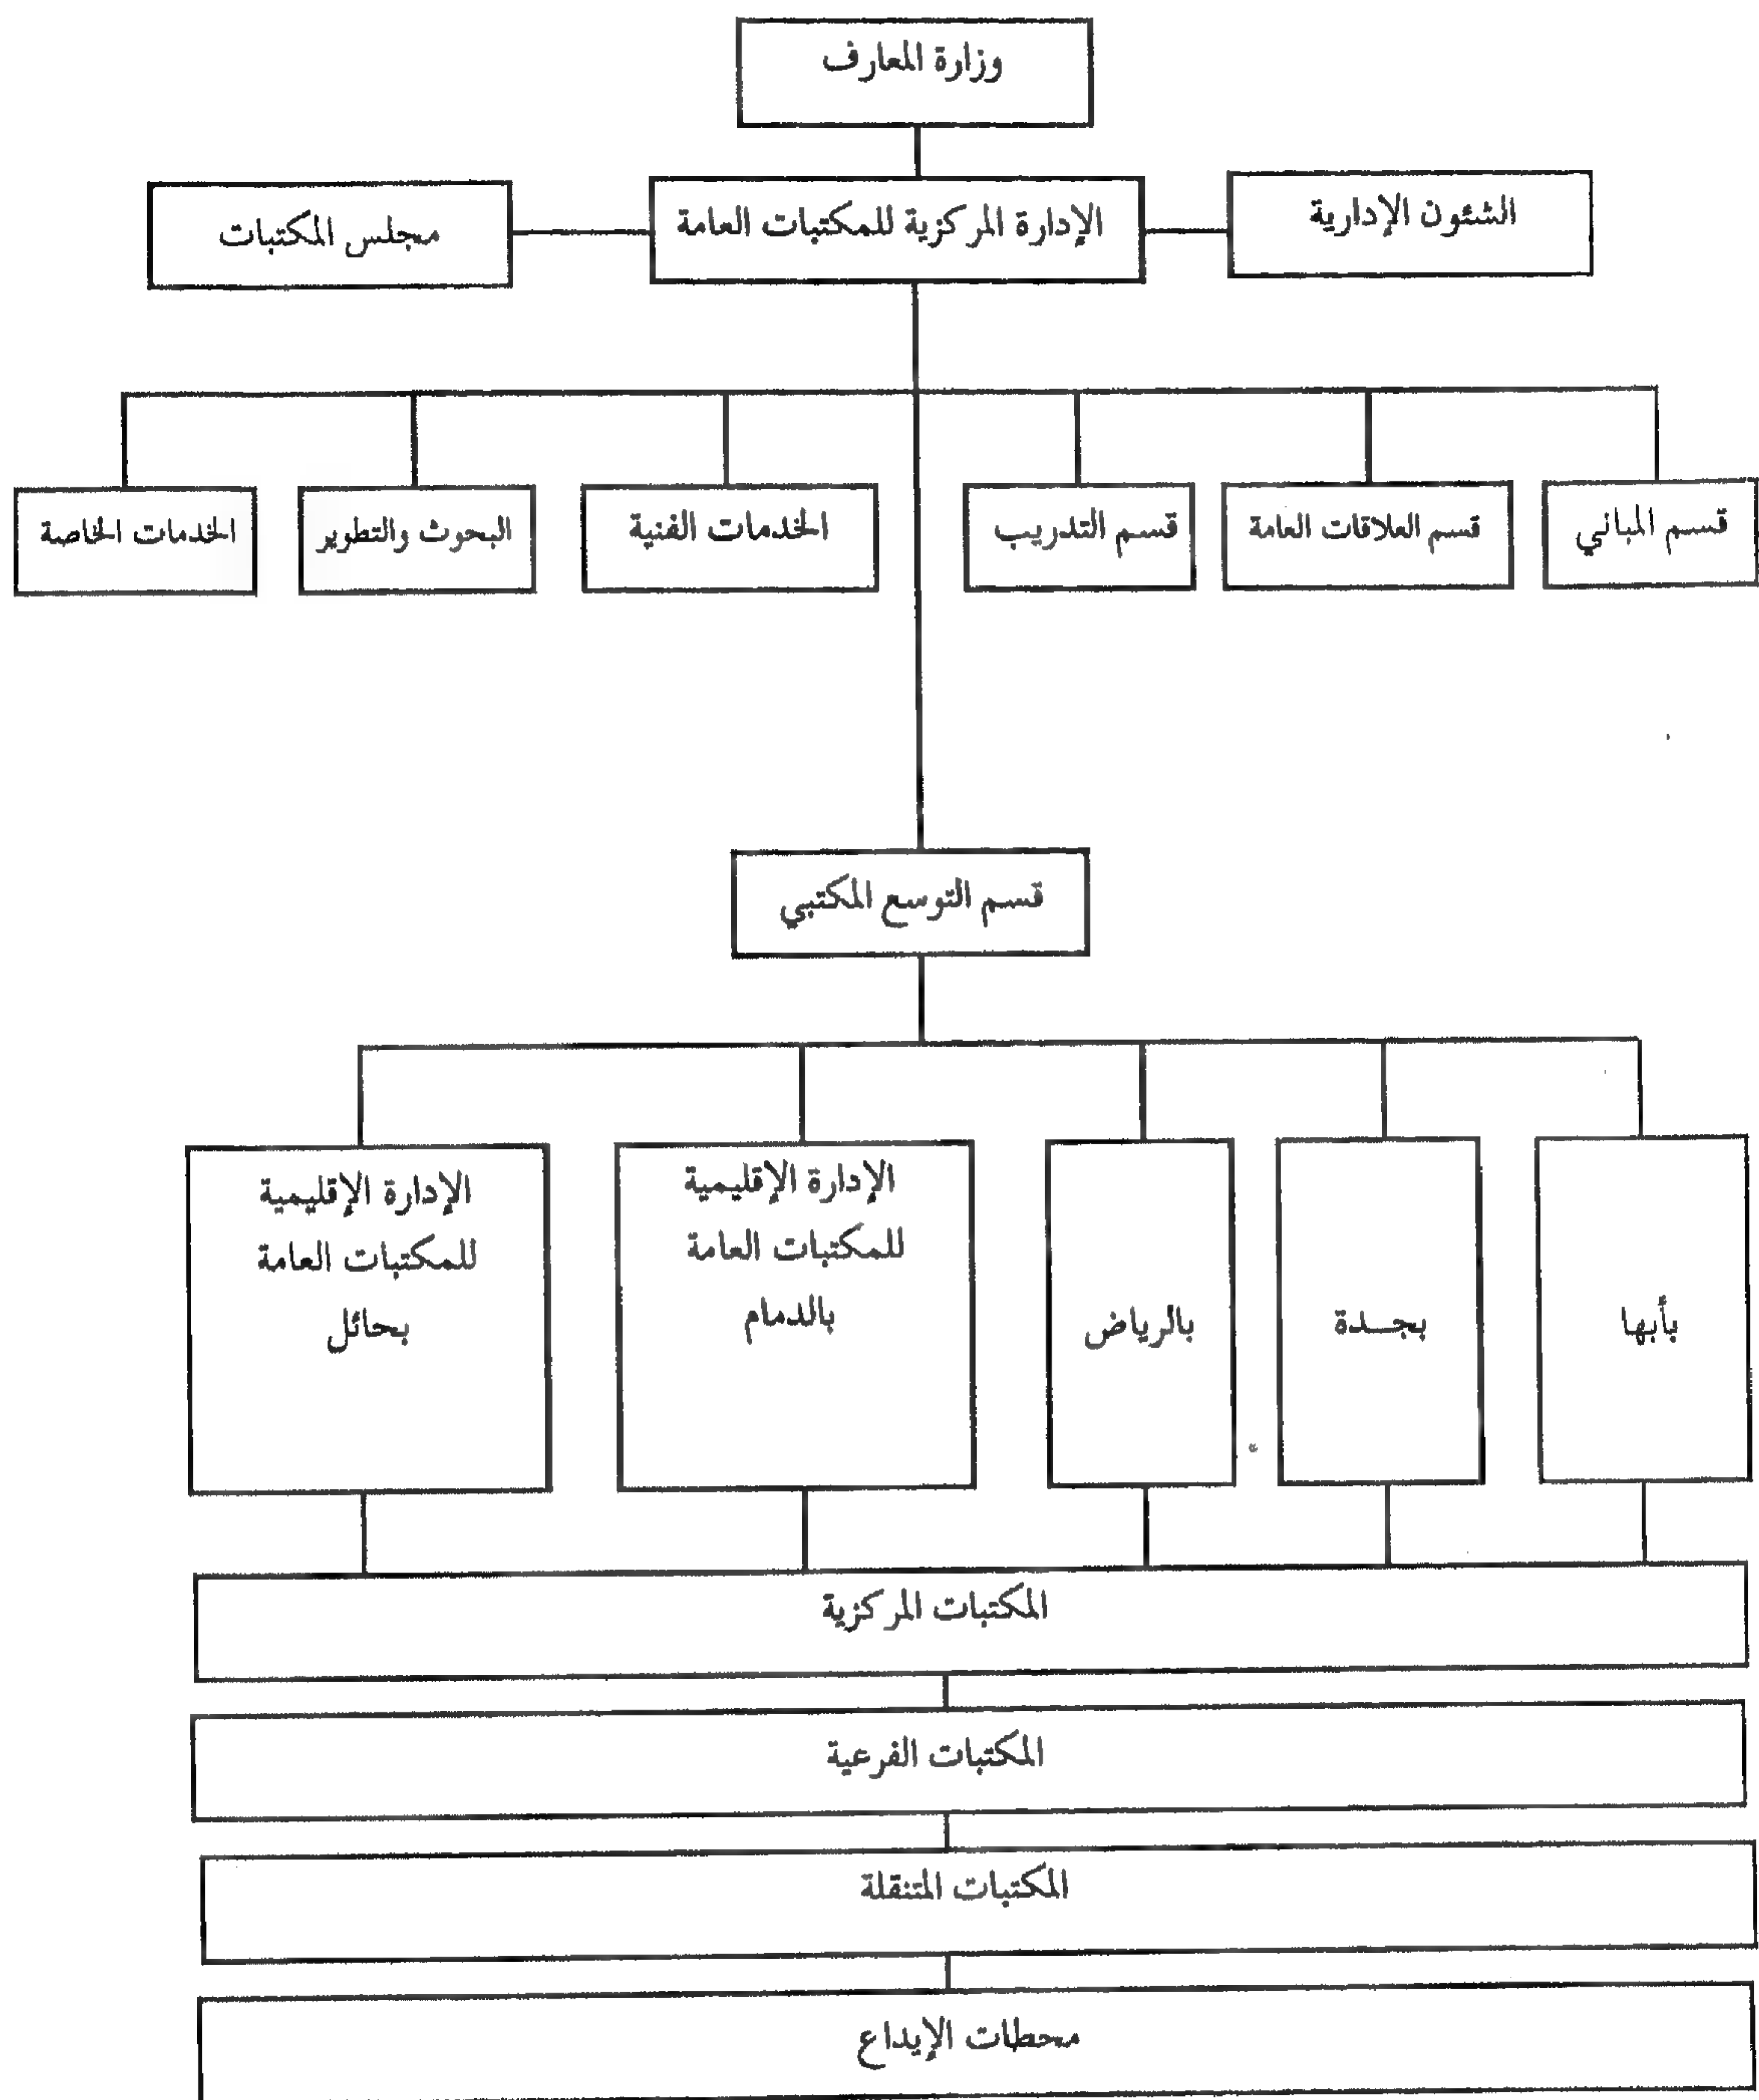 وزارة المعارف
الشئون الإدارية
الإدارة المركزية للمكتبات العامة
مجلس المكتبات
قسم المباني
قسم العلاقات العامة
قسم التدريب
الخدمات الفنية
البحوث والتطوير
الخدمات الخاصة
قسم التوسع المكتبي
بأبها
بجــدة
بالرياض
الإدارة الإقليمية
للمكتبات العامة
بالدمام
الإدارة الإقليمية
للمكتبات العامة
بحائل
المكتبات المركزية
المكتبات الفرعية
المكتبات المتنقلة
محطات الإيداع